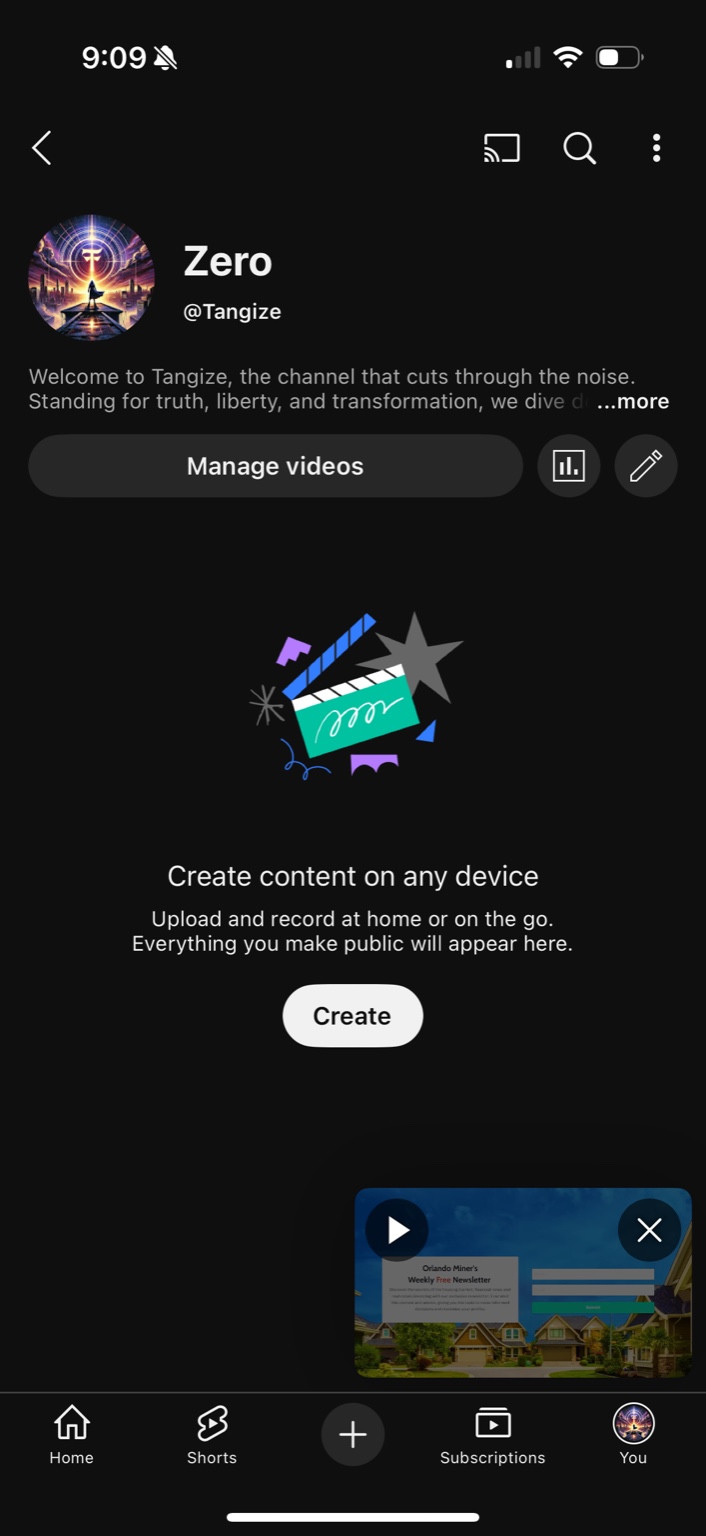 9:09
Zero
@Tangize
Welcome to Tangize, the channel that cuts through the noise.
Standing for truth, liberty, and transformation, we dive ...more
Manage videos
Create content on any device
Upload and record at home or on the go.
Everything you make public will appear here.
Create
Orlando Miner's
Weekly Free Newsletter
Home
Shorts
Subscriptions
You